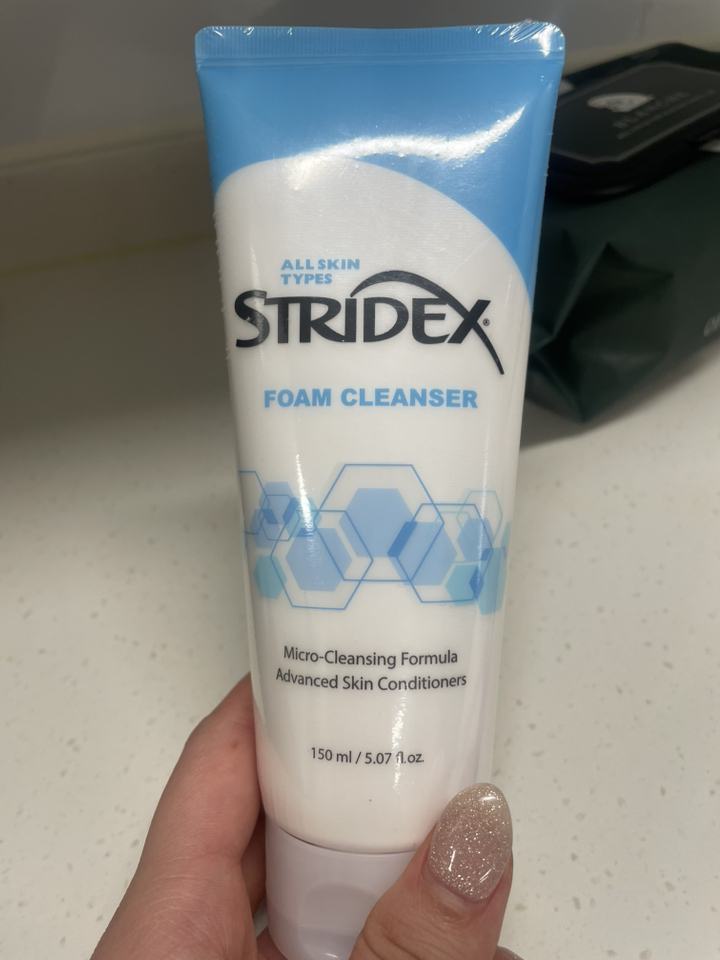 ALL SKIN
TYPES
STRIDEX®
FOAM CLEANSER
Micro-Cleansing Formula
Advanced Skin Conditioners
150 ml / 5.07 fl.oz.